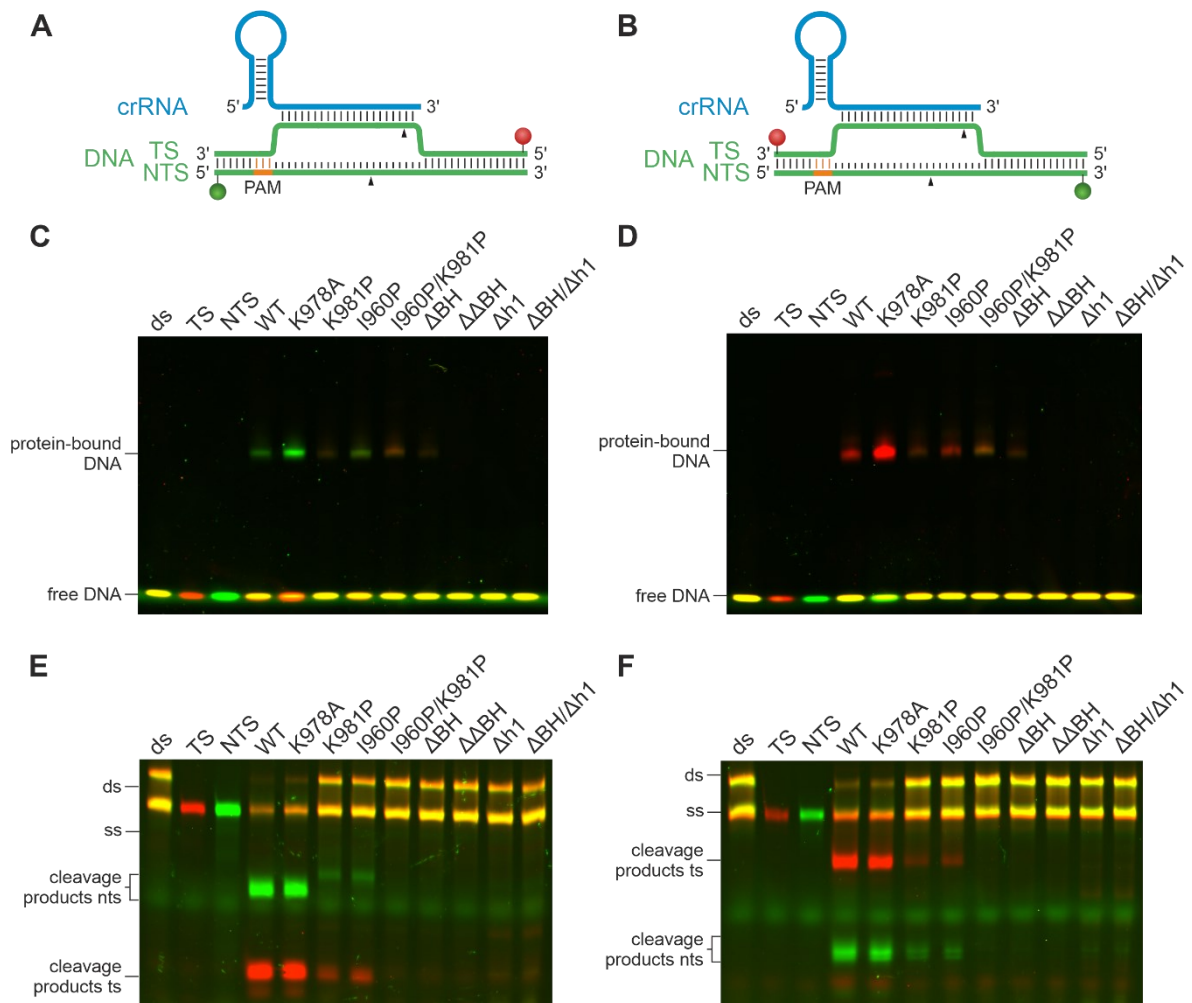 A
B
5'
3'
crRNA
DNA
TS
NTS
3'
5'
5'
3'
PAM
5'
3'
crRNA
DNA
TS
NTS
3'
5'
5'
3'
PAM
C
ds
TS
NTS
WT
K978A
K981P
I960P
I960P/K981P
ΔBH
ΔΔBH
Δh1
ΔBH/Δh1
protein-bound
DNA
free DNA
D
ds
TS
NTS
WT
K978A
K981P
I960P
I960P/K981P
ΔBH
ΔΔBH
Δh1
ΔBH/Δh1
protein-bound
DNA
free DNA
E
ds
TS
NTS
WT
K978A
K981P
I960P
I960P/K981P
ΔBH
ΔΔBH
Δh1
ΔBH/Δh1
ds
ss
cleavage
products nts
cleavage
products ts
F
ds
TS
NTS
WT
K978A
K981P
I960P
I960P/K981P
ΔBH
ΔΔBH
Δh1
ΔBH/Δh1
ds
ss
cleavage
products ts
cleavage
products nts